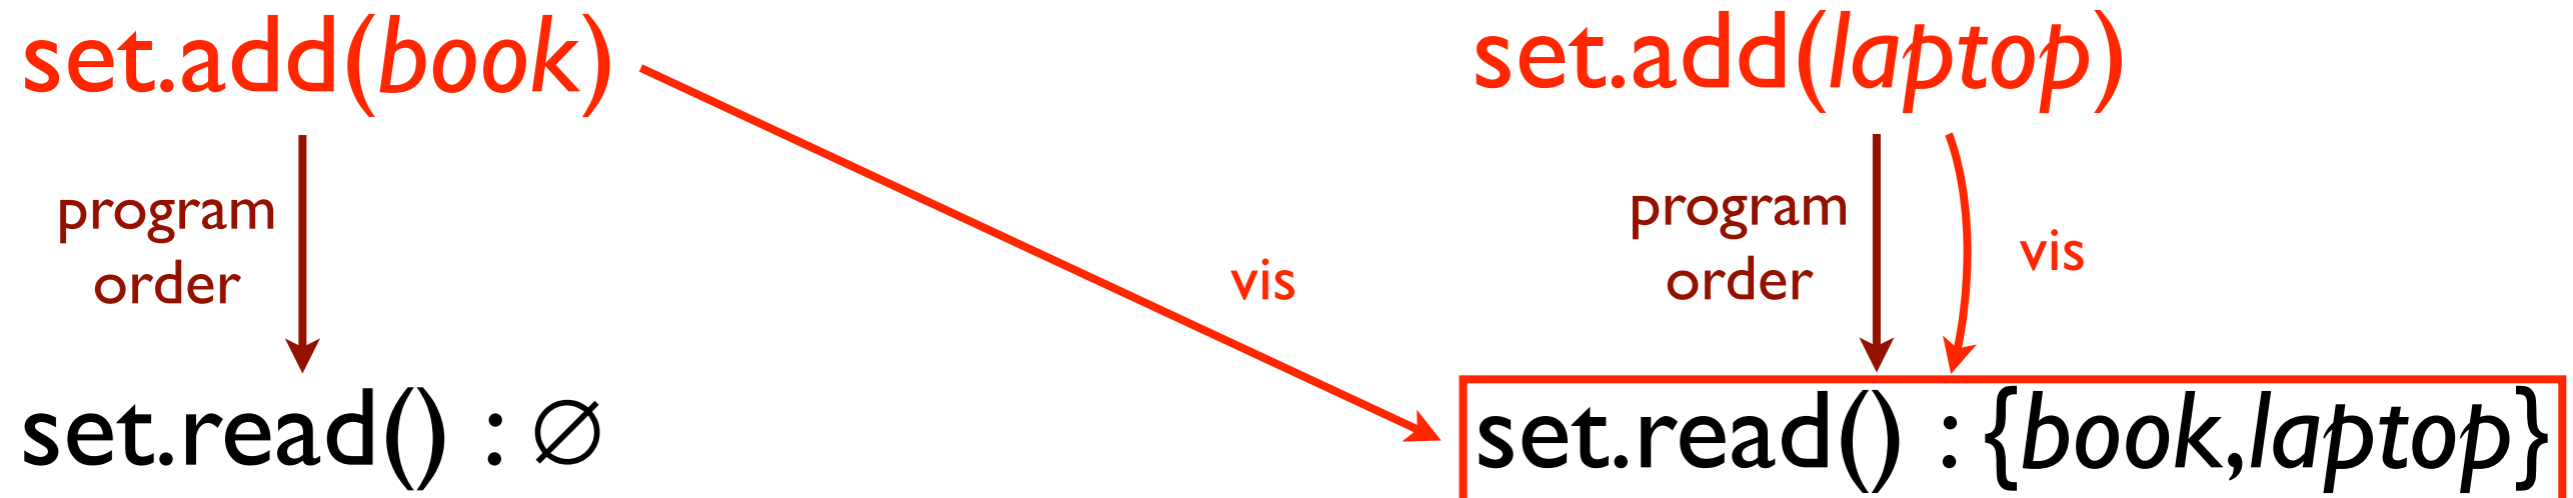 set.add(book)
set.add(laptop)
program
order
vis
program
order
vis
set.read() : ∅
set.read() : {book,laptop}